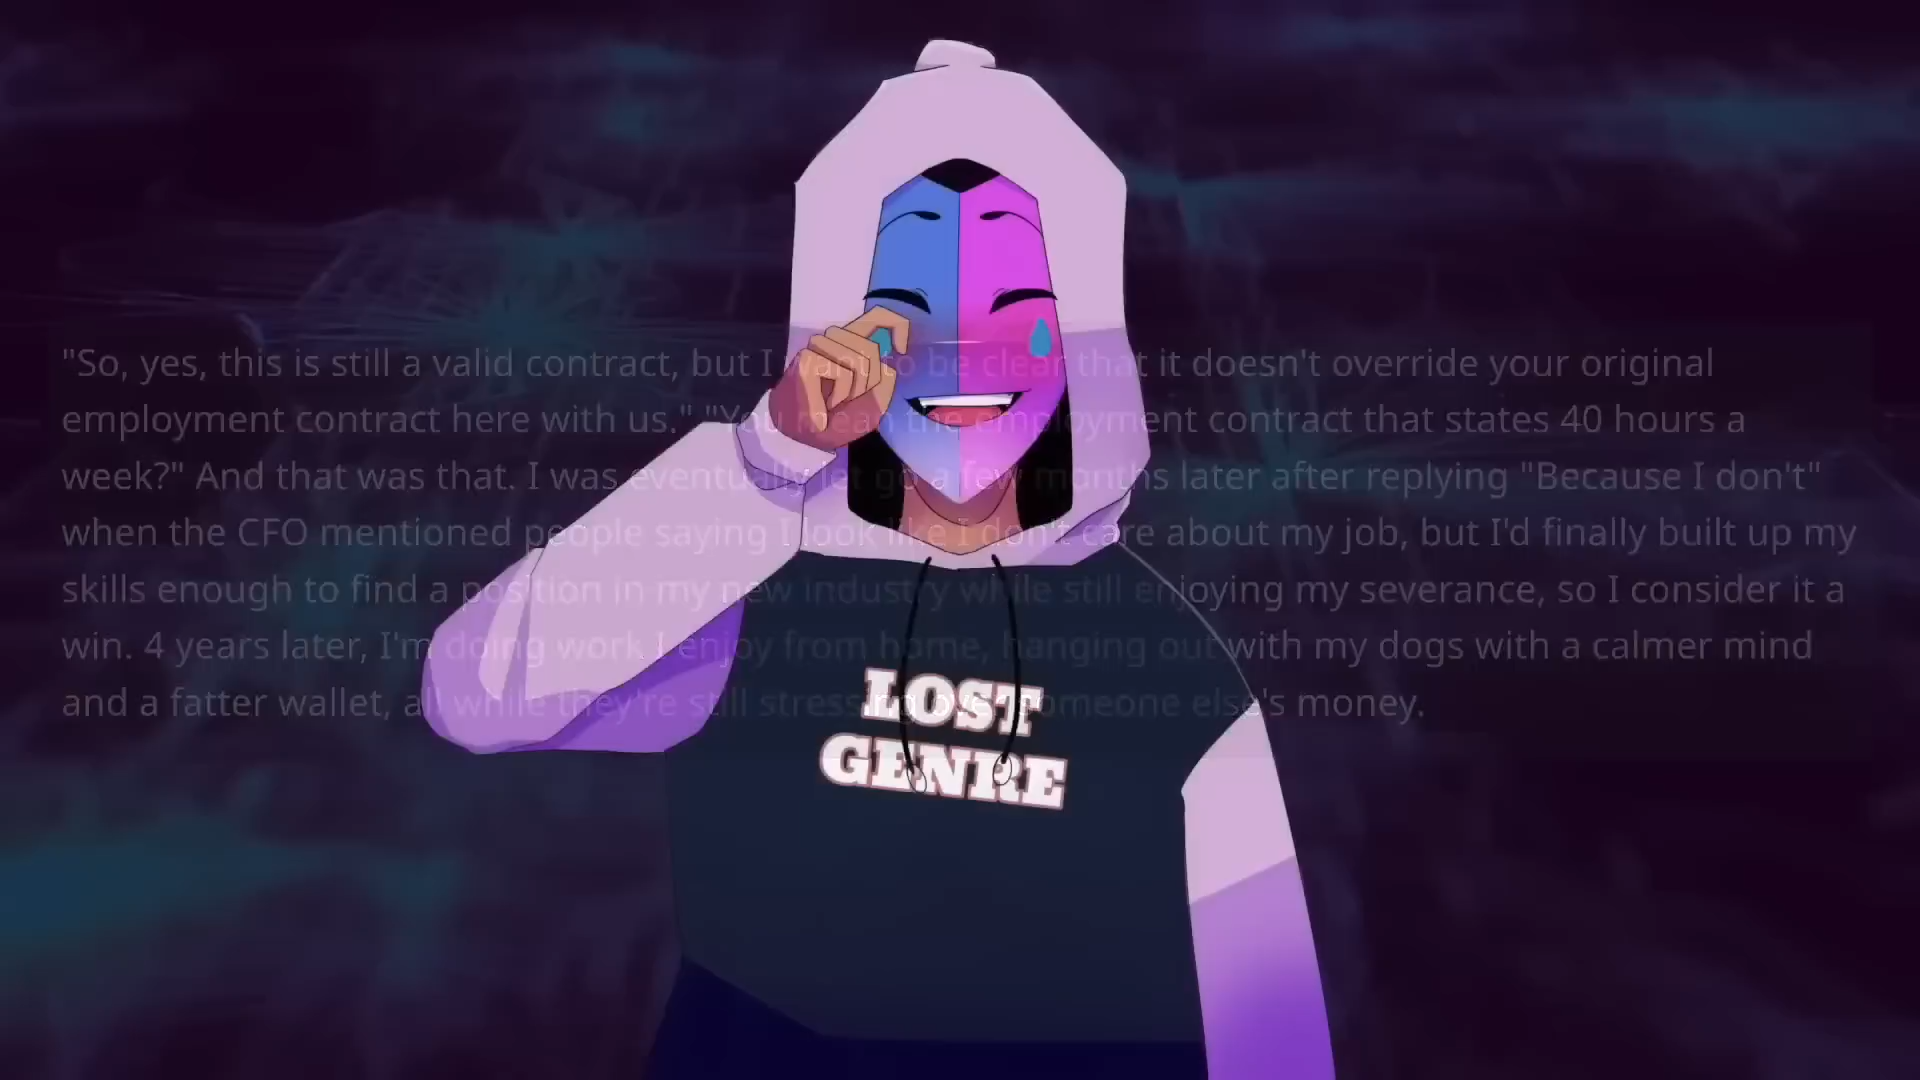 "So, yes, this is still a valid contract, but I want to be clear that it doesn't override your original
employment contract here with us." "You mean the employment contract that states 40 hours a
week?" And that was that. I was eventually let go a few months later after replying "Because I don't"
when the CFO mentioned people saying I look like I don't care about my job, but I'd finally built up my
skills enough to find a position in my new industry while still enjoying my severance, so I consider it a
win. 4 years later, I'm doing work I enjoy from home, hanging out with my dogs with a calmer mind
and a fatter wallet, all while they're still stressing over someone else's money.
LOST
GENRE